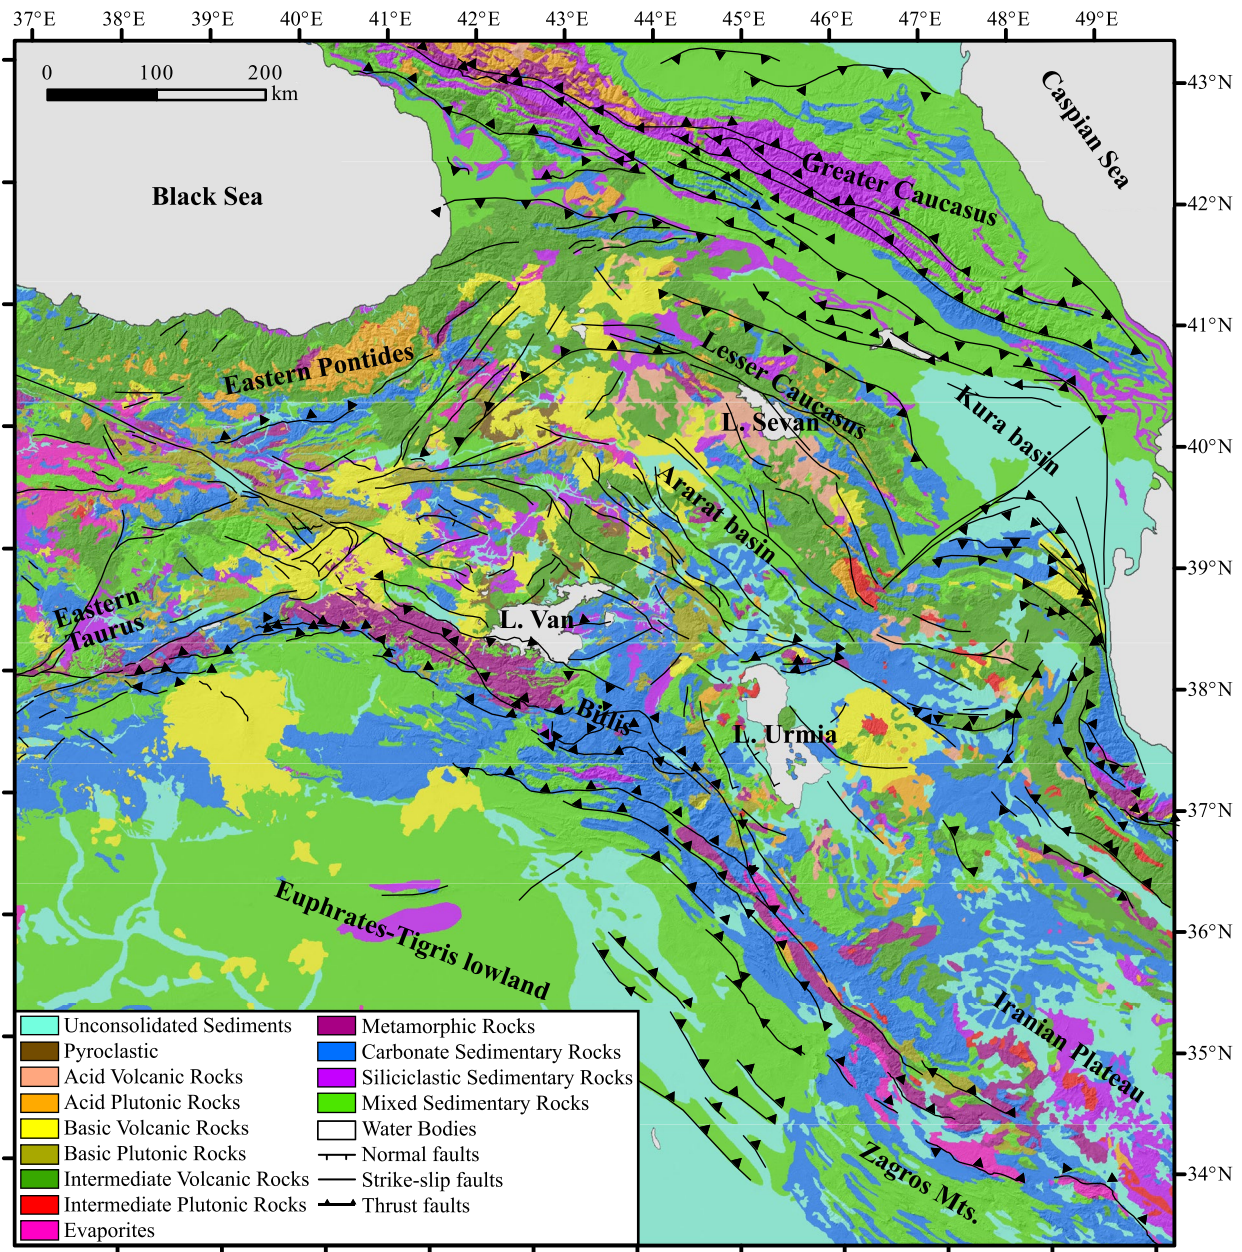 37°E 38°E 39°E 40°E 41°E 42°E 43°E 44°E 45°E 46°E 47°E 48°E 49°E
0 100 200
km
43°N
Caspian Sea
Greater Caucasus
Black Sea
42°N
41°N
Eastern Pontides
Lesser Caucasus
L. Sevan
Kura basin
40°N
Ararat basin
39°N
Eastern
Taurus
L. Van
38°N
Bitlis
L. Urmia
37°N
Euphrates-Tigris lowland
36°N
Iranian Plateau
35°N
Zagros Mts.
34°N
Unconsolidated Sediments
Pyroclastic
Acid Volcanic Rocks
Acid Plutonic Rocks
Basic Volcanic Rocks
Basic Plutonic Rocks
Intermediate Volcanic Rocks
Intermediate Plutonic Rocks
Evaporites
Metamorphic Rocks
Carbonate Sedimentary Rocks
Siliciclastic Sedimentary Rocks
Mixed Sedimentary Rocks
Water Bodies
Normal faults
Strike-slip faults
Thrust faults